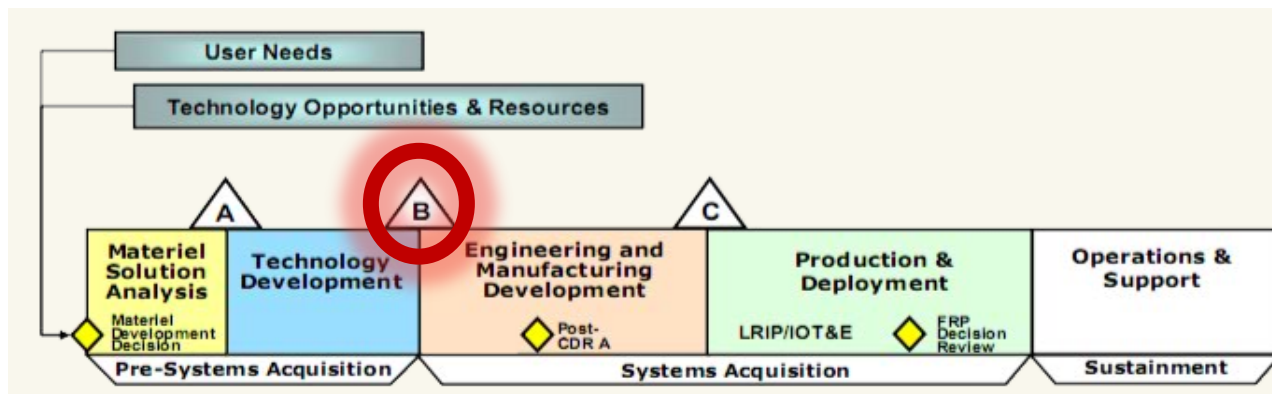 User Needs
Technology Opportunities & Resources
A
B
C
Materiel
Solution
Analysis
Technology
Development
Engineering and
Manufacturing
Development
Production &
Deployment
Operations &
Support
Materiel
Development
Decision
Post-
CDR A
LRIP/IOT&E
FRP
Decision
Review
Pre-Systems Acquisition
Systems Acquisition
Sustainment